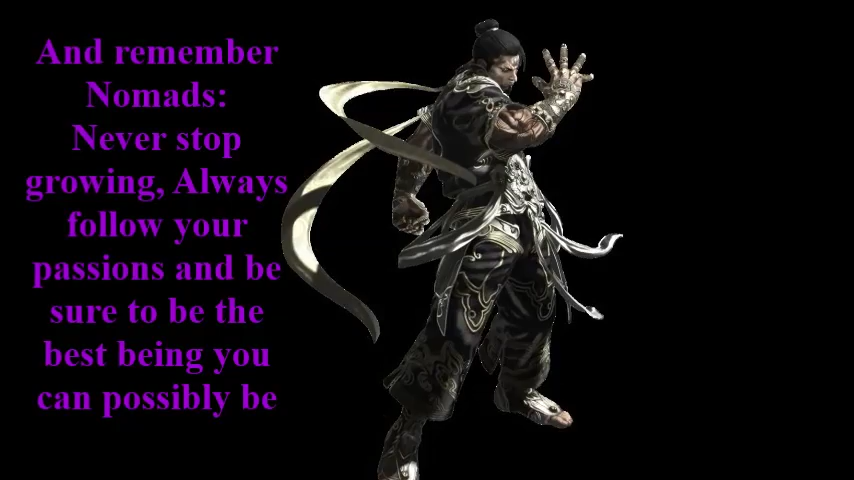 And remember
Nomads:
Never stop
growing, Always
follow your
passions and be
sure to be the
best being you
can possibly be